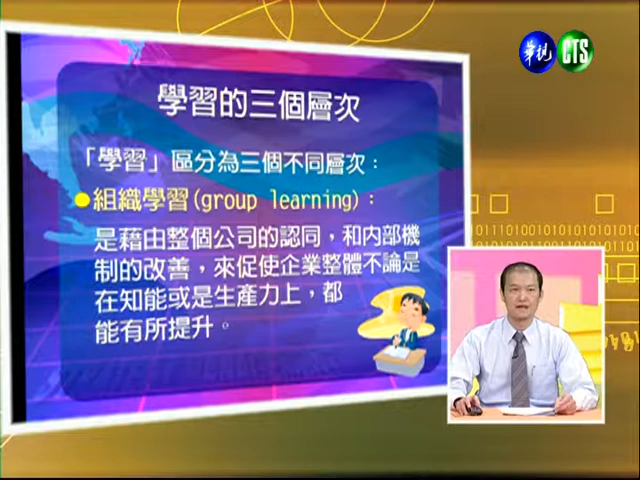 華視 CTS
學習的三個層次
「學習」區分為三個不同層次：
●組織學習(group learning)：
是藉由整個公司的認同，和內部機
制的改善，來促使企業整體不論是
在知能或是生產力上，都
能有所提升。